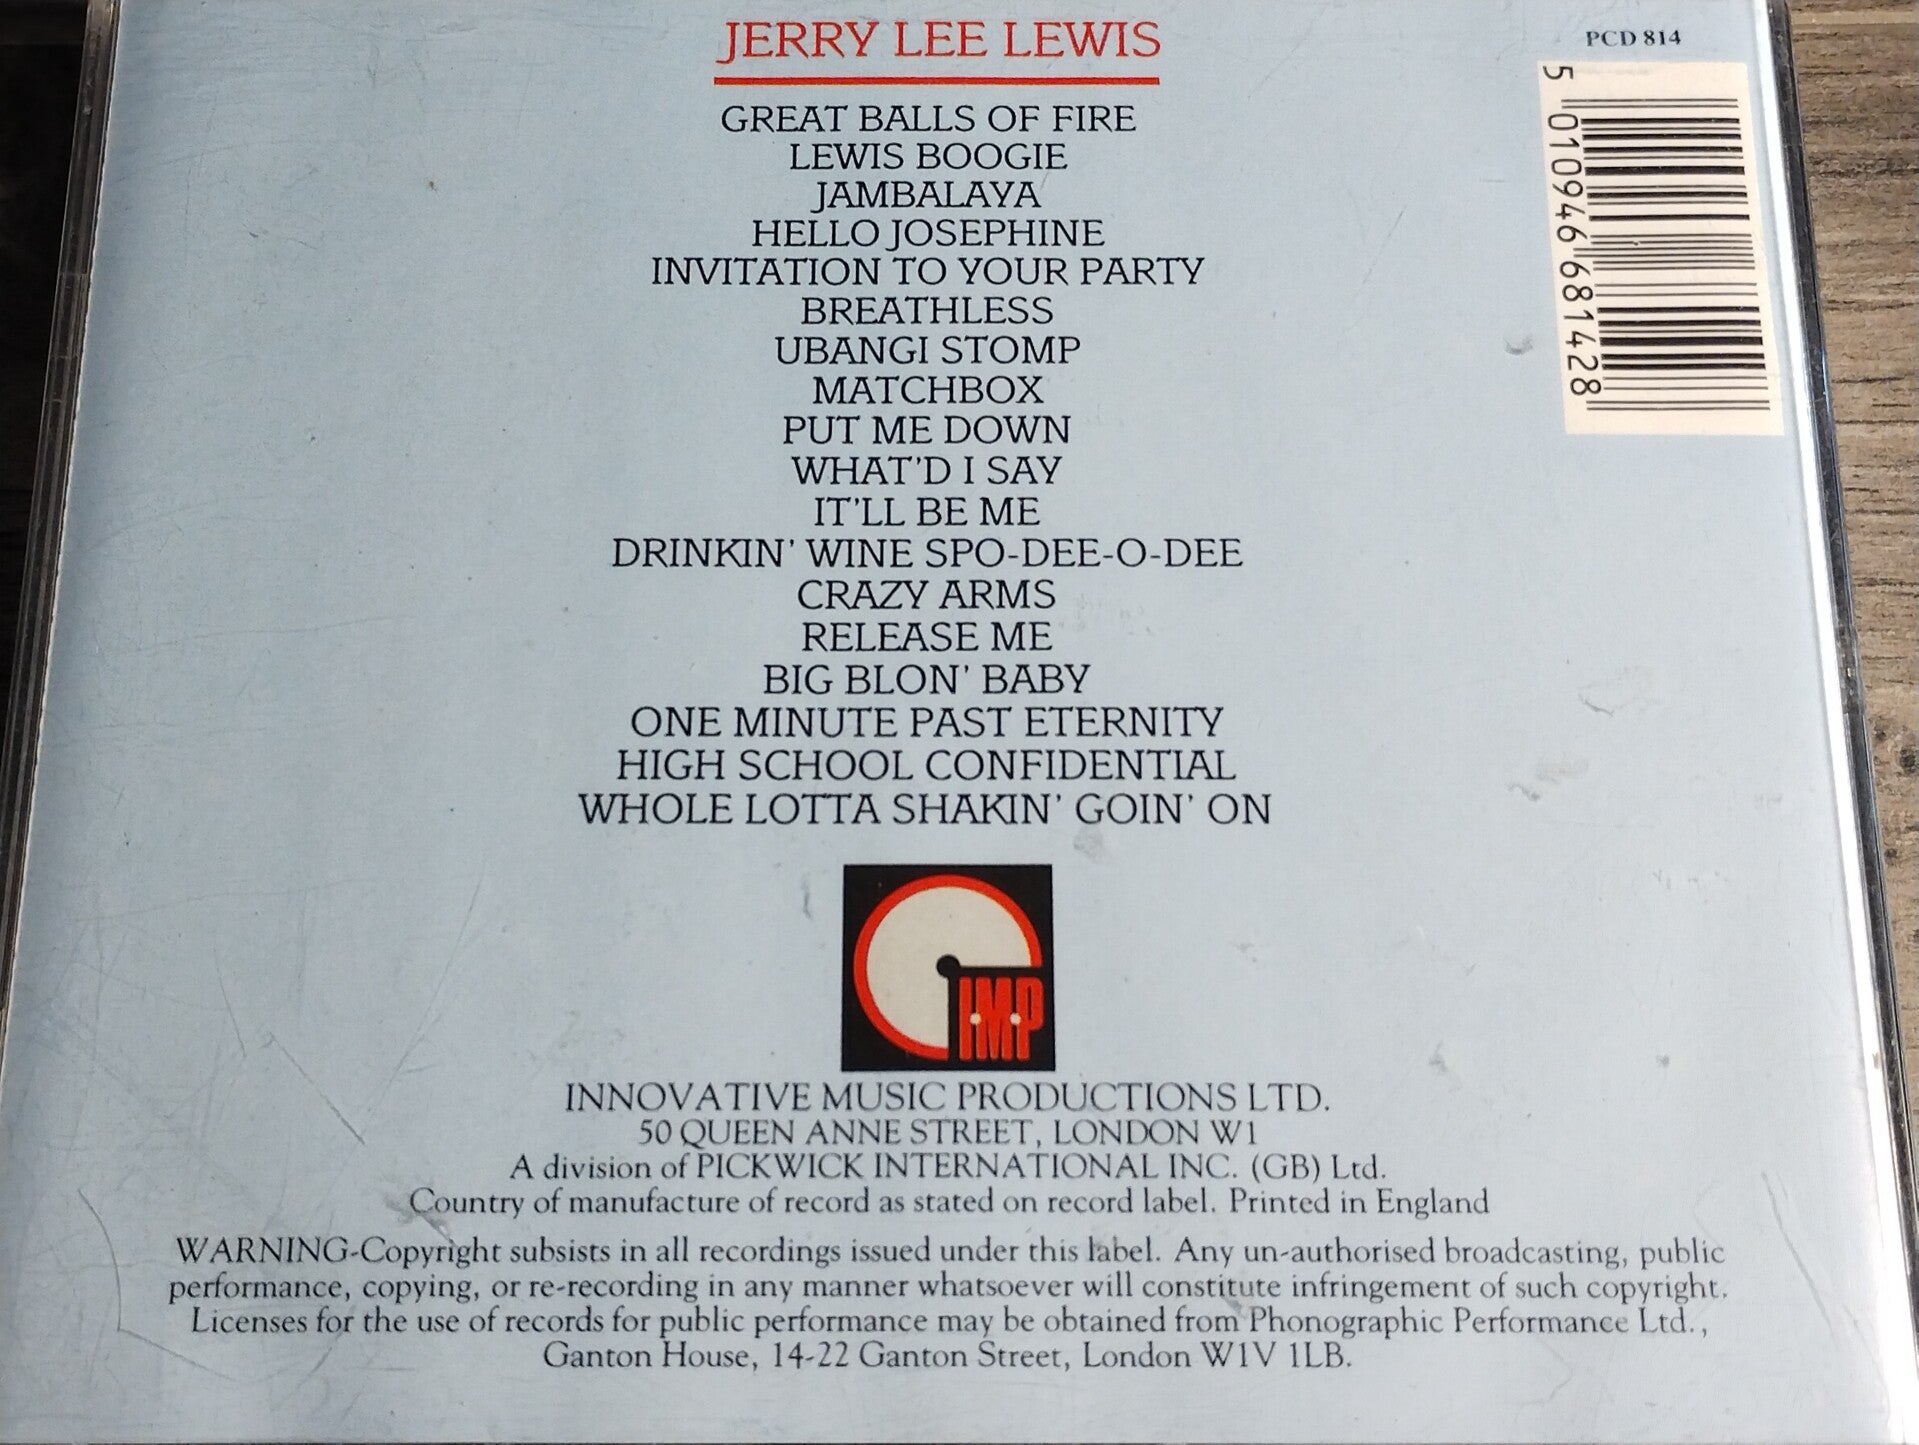 JERRY LEE LEWIS
PCD 814
GREAT BALLS OF FIRE
LEWIS BOOGIE
JAMBALAYA
HELLO JOSEPHINE
INVITATION TO YOUR PARTY
BREATHLESS
UBANGI STOMP
MATCHBOX
PUT ME DOWN
WHAT'D I SAY
IT'LL BE ME
DRINKIN' WINE SPO-DEE-O-DEE
CRAZY ARMS
RELEASE ME
BIG BLON' BABY
ONE MINUTE PAST ETERNITY
HIGH SCHOOL CONFIDENTIAL
WHOLE LOTTA SHAKIN' GOIN' ON
5 010946 681428
I·M·P
INNOVATIVE MUSIC PRODUCTIONS LTD.
50 QUEEN ANNE STREET, LONDON W1
A division of PICKWICK INTERNATIONAL INC. (GB) Ltd.
Country of manufacture of record as stated on record label. Printed in England
WARNING-Copyright subsists in all recordings issued under this label. Any un-authorised broadcasting, public
performance, copying, or re-recording in any manner whatsoever will constitute infringement of such copyright.
Licenses for the use of records for public performance may be obtained from Phonographic Performance Ltd.,
Ganton House, 14-22 Ganton Street, London W1V 1LB.